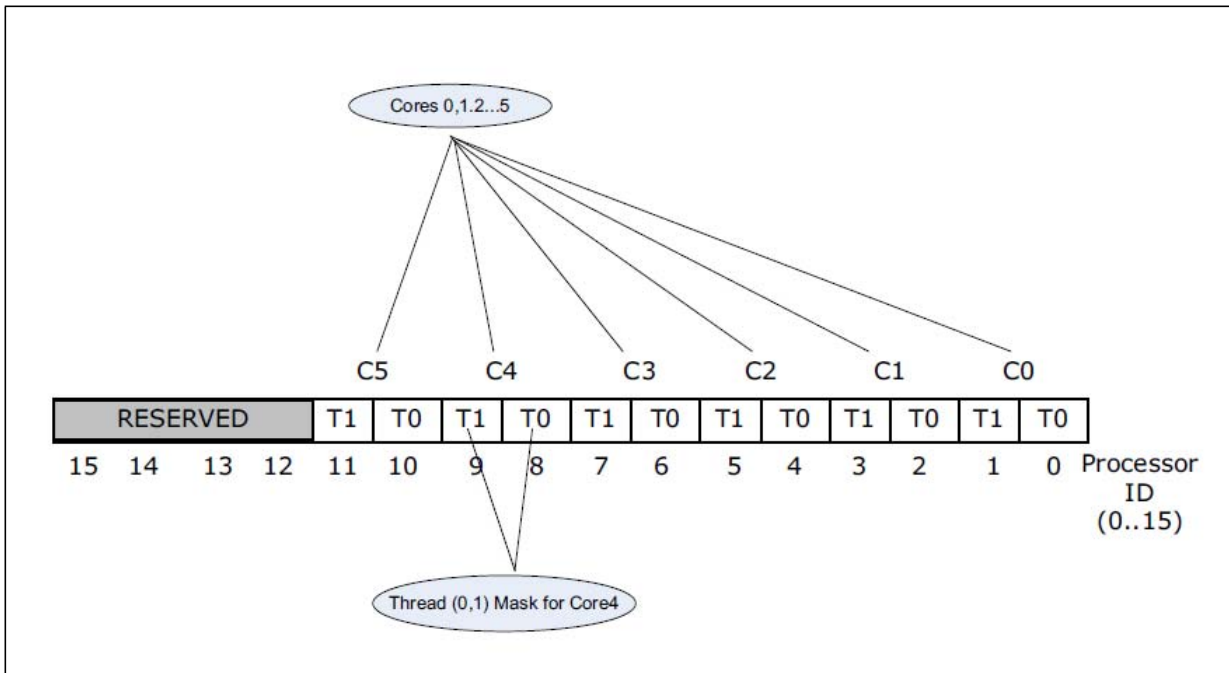 Cores 0,1.2...5
C5 C4 C3 C2 C1 C0
RESERVED T1 T0 T1 T0 T1 T0 T1 T0 T1 T0 T1 T0
15 14 13 12 11 10 9 8 7 6 5 4 3 2 1 0 Processor
ID
(0..15)
Thread (0,1) Mask for Core4